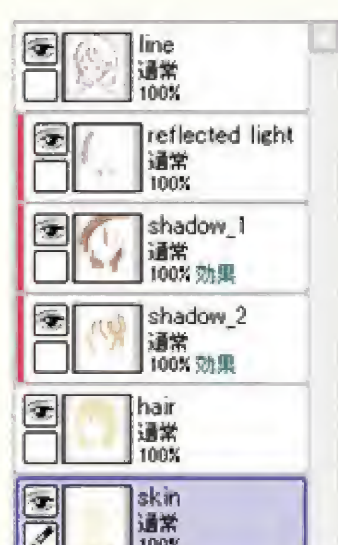 line
通常
100%
reflected light
通常
100%
shadow_1
通常
100% 効果
shadow_2
通常
100% 効果
hair
通常
100%
skin
通常
100%